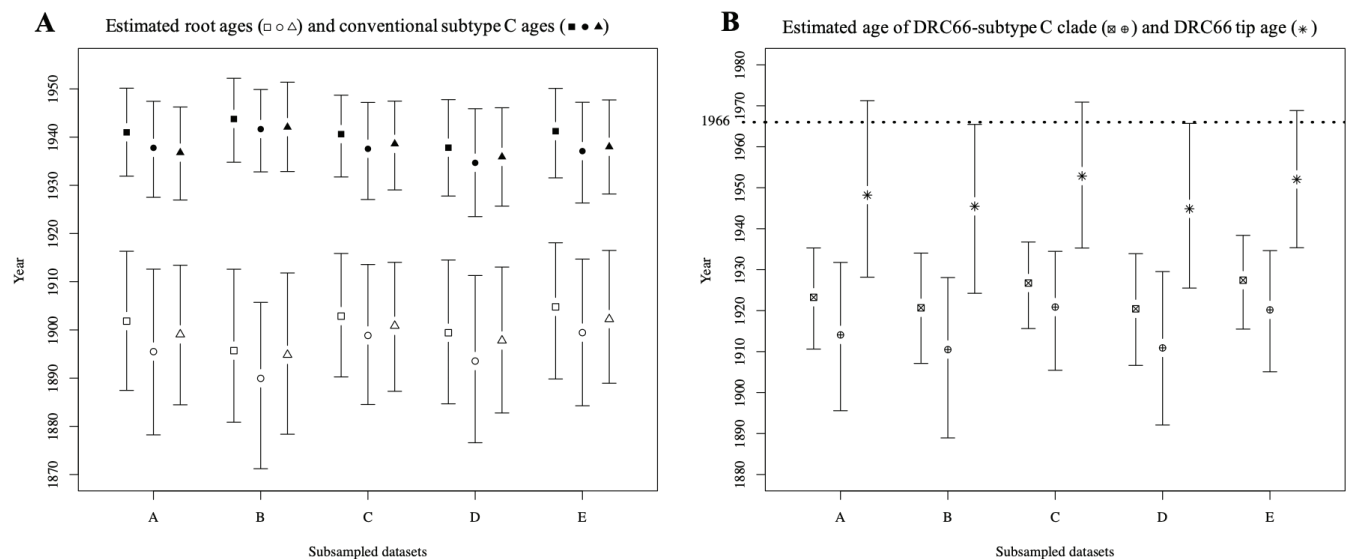 A Estimated root ages (□ ○ △) and conventional subtype C ages (■ ● ▲)
1950
1940
1930
1920
1910
1900
1890
1880
1870
Year
A B C D E
Subsampled datasets
B Estimated age of DRC66-subtype C clade (⊠ ⊕) and DRC66 tip age (✳)
1980
1970
1966
1960
1950
1940
1930
1920
1910
1900
1890
1880
Year
A B C D E
Subsampled datasets